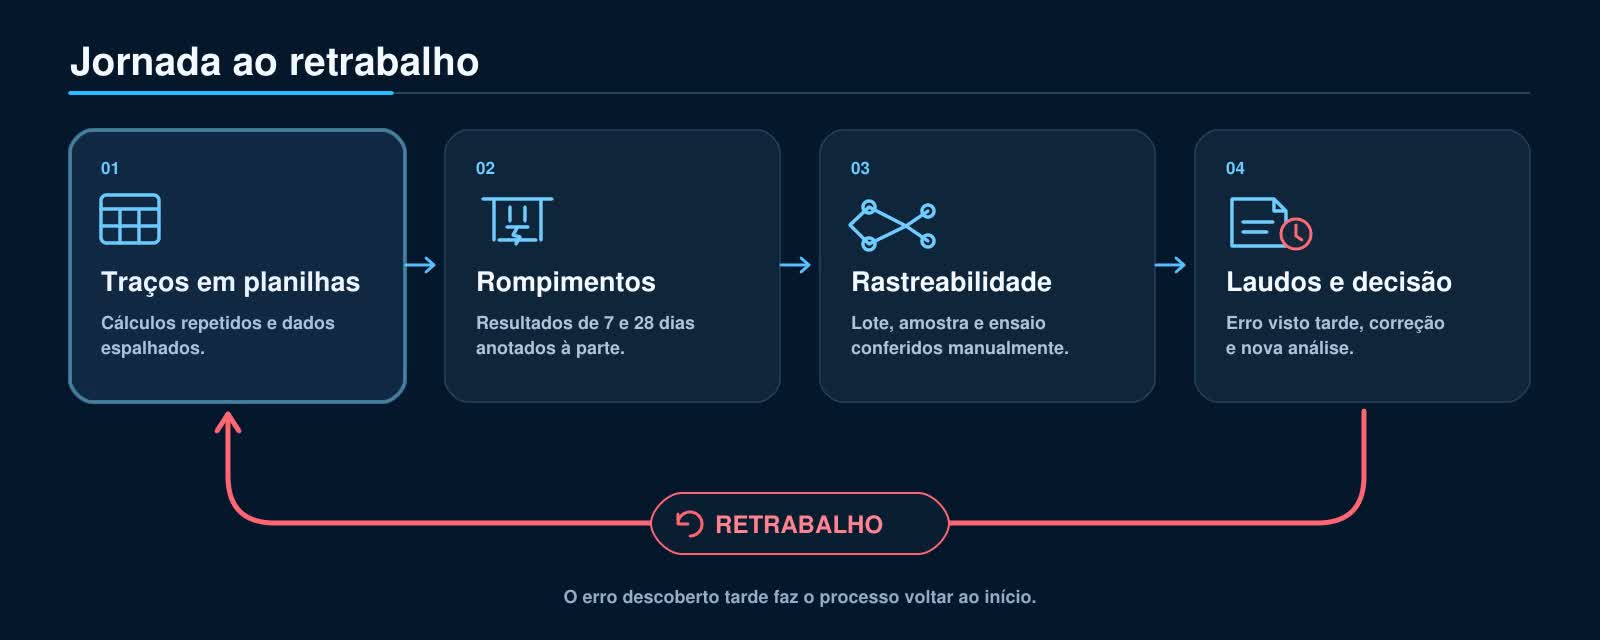 Jornada ao retrabalho
01
Traços em planilhas
Cálculos repetidos e dados
espalhados.
02
Rompimentos
Resultados de 7 e 28 dias
anotados à parte.
03
Rastreabilidade
Lote, amostra e ensaio
conferidos manualmente.
04
Laudos e decisão
Erro visto tarde, correção
e nova análise.
RETRABALHO
O erro descoberto tarde faz o processo voltar ao início.